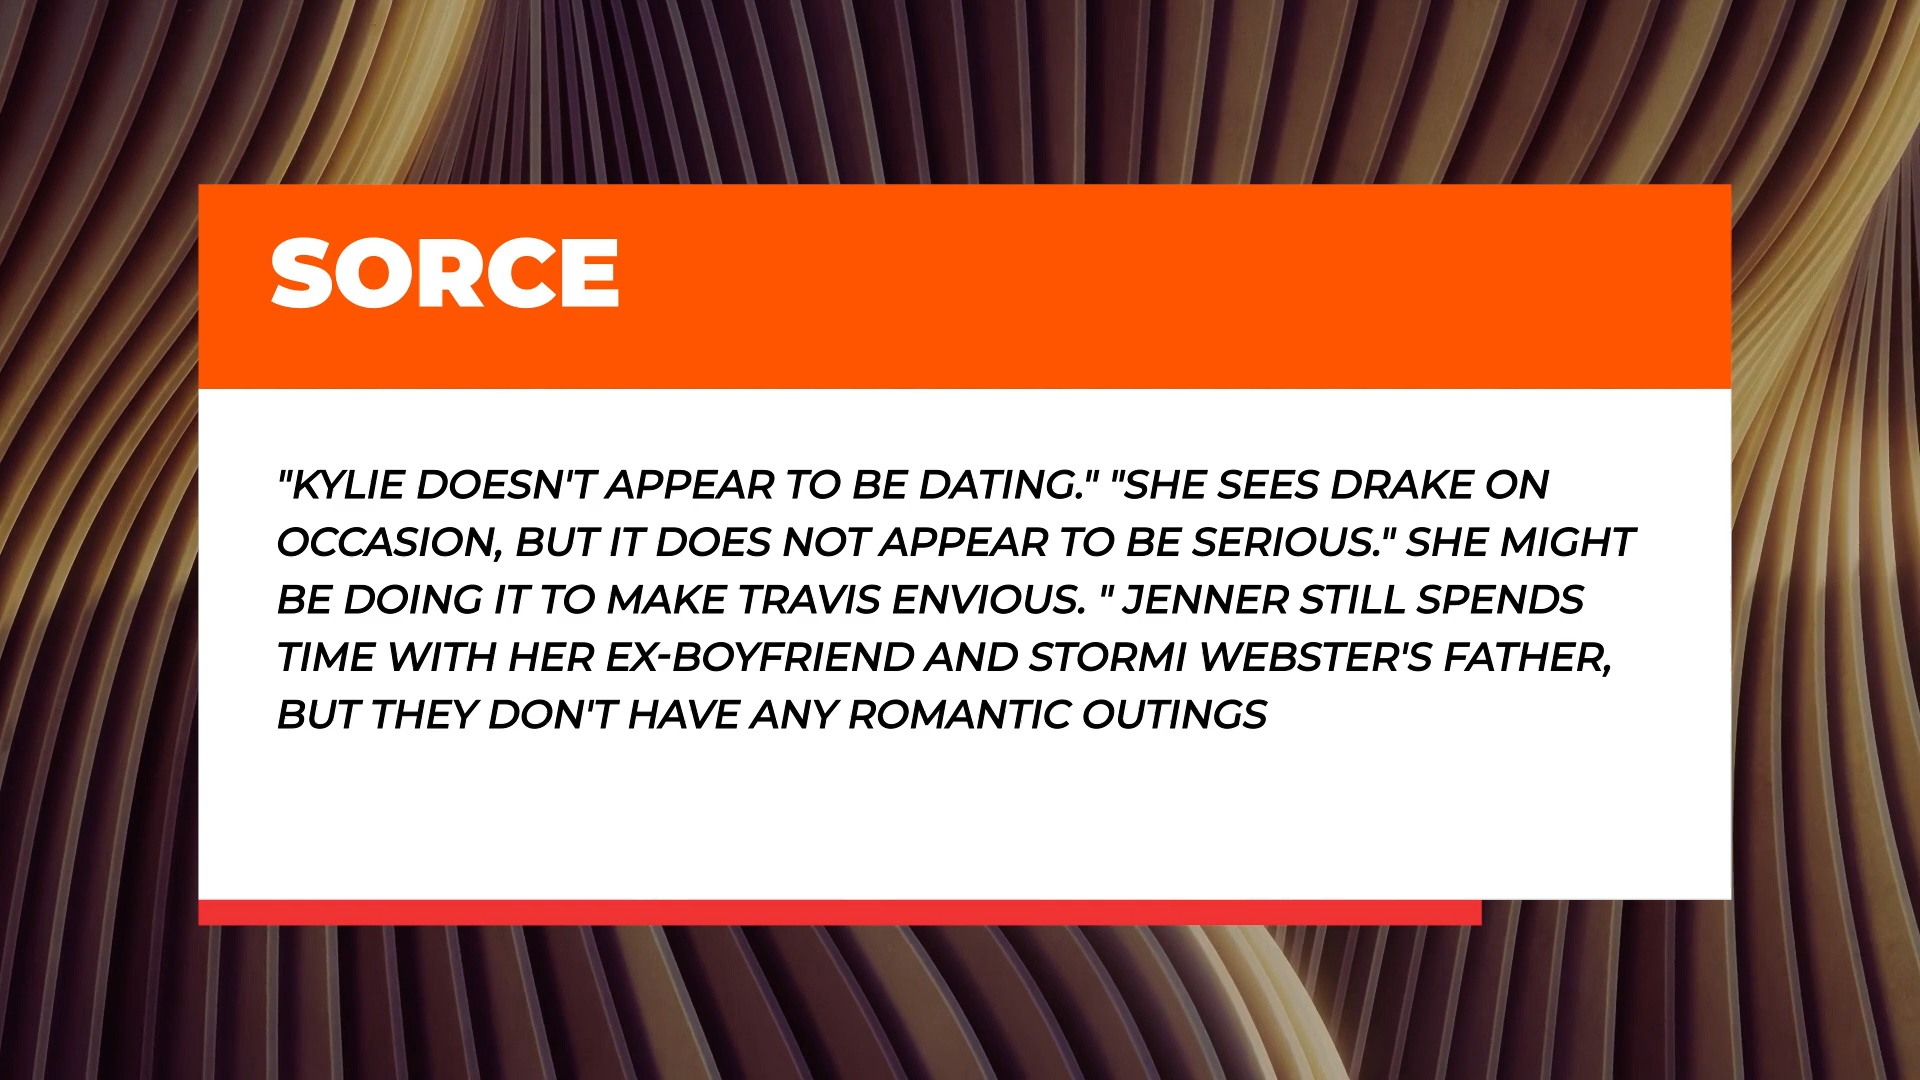 SORCE
"KYLIE DOESN'T APPEAR TO BE DATING." "SHE SEES DRAKE ON
OCCASION, BUT IT DOES NOT APPEAR TO BE SERIOUS." SHE MIGHT
BE DOING IT TO MAKE TRAVIS ENVIOUS. " JENNER STILL SPENDS
TIME WITH HER EX-BOYFRIEND AND STORMI WEBSTER'S FATHER,
BUT THEY DON'T HAVE ANY ROMANTIC OUTINGS